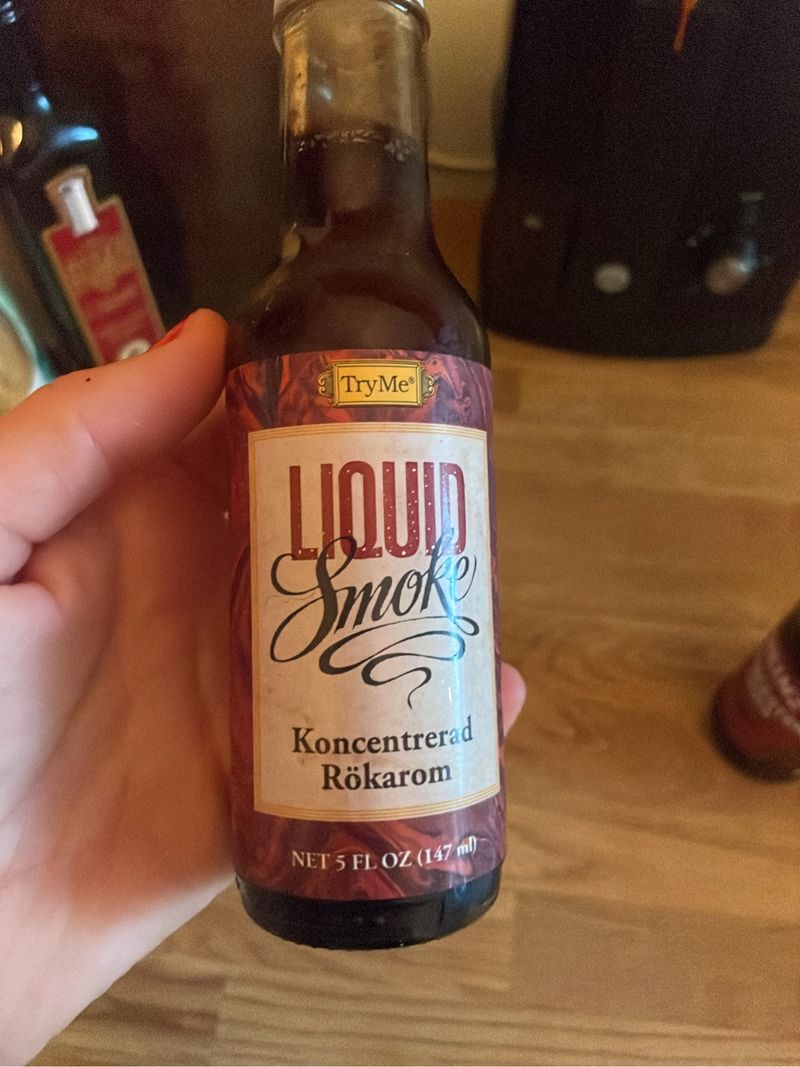 TryMe®
LIQUID
Smoke
Koncentrerad
Rökarom
NET 5 FL OZ (147 ml)